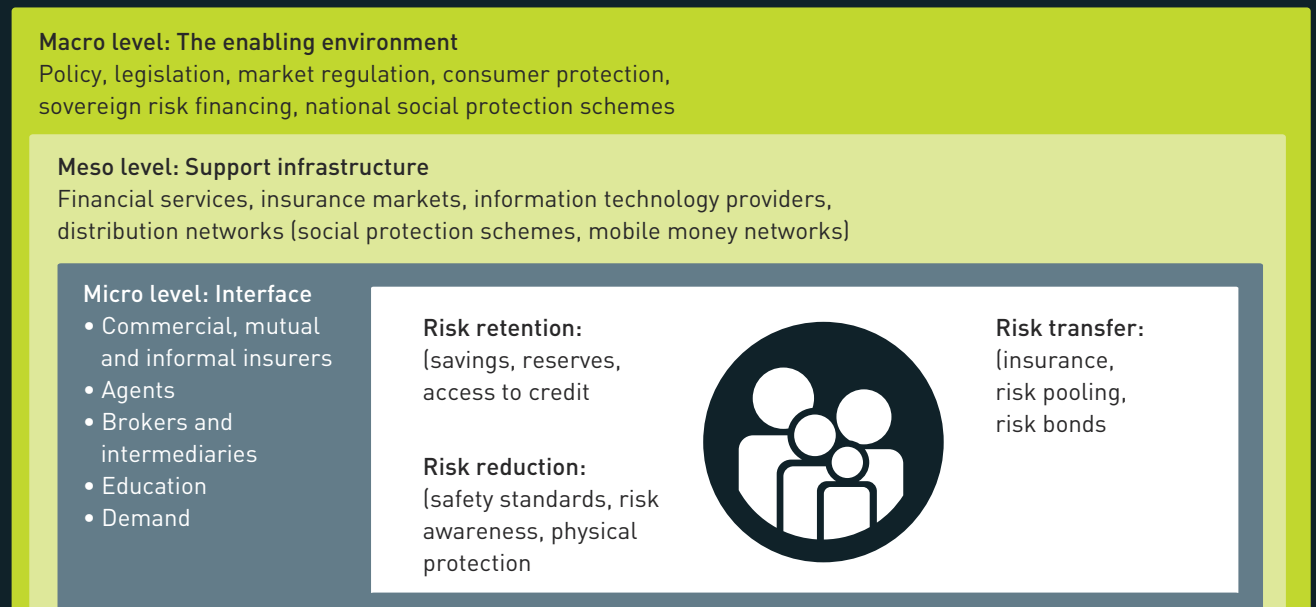 Macro level: The enabling environment
Policy, legislation, market regulation, consumer protection,
sovereign risk financing, national social protection schemes
Meso level: Support infrastructure
Financial services, insurance markets, information technology providers,
distribution networks (social protection schemes, mobile money networks)
Micro level: Interface
• Commercial, mutual
and informal insurers
• Agents
• Brokers and
intermediaries
• Education
• Demand
Risk retention:
(savings, reserves,
access to credit
Risk reduction:
(safety standards, risk
awareness, physical
protection
Risk transfer:
(insurance,
risk pooling,
risk bonds